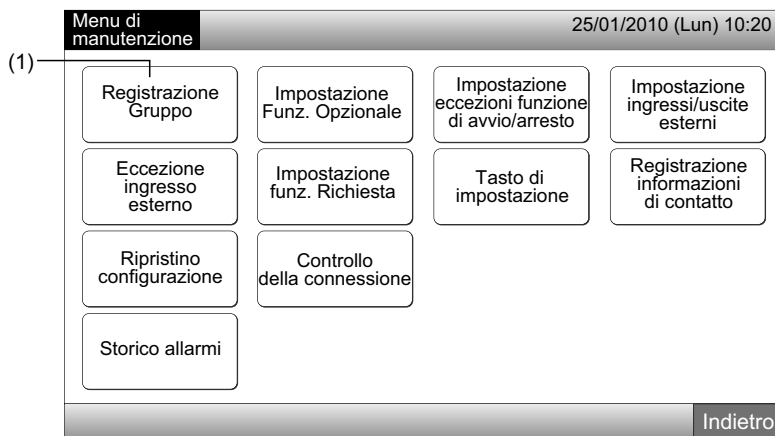 Menu di
manutenzione
25/01/2010 (Lun) 10:20
(1)
Registrazione
Gruppo
Impostazione
Funz. Opzionale
Impostazione
eccezioni funzione
di avvio/arresto
Impostazione
ingressi/uscite
esterni
Eccezione
ingresso
esterno
Impostazione
funz. Richiesta
Tasto di
impostazione
Registrazione
informazioni
di contatto
Ripristino
configurazione
Controllo
della connessione
Storico allarmi
Indietro